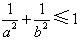 1/a² + 1/b² ≤ 1